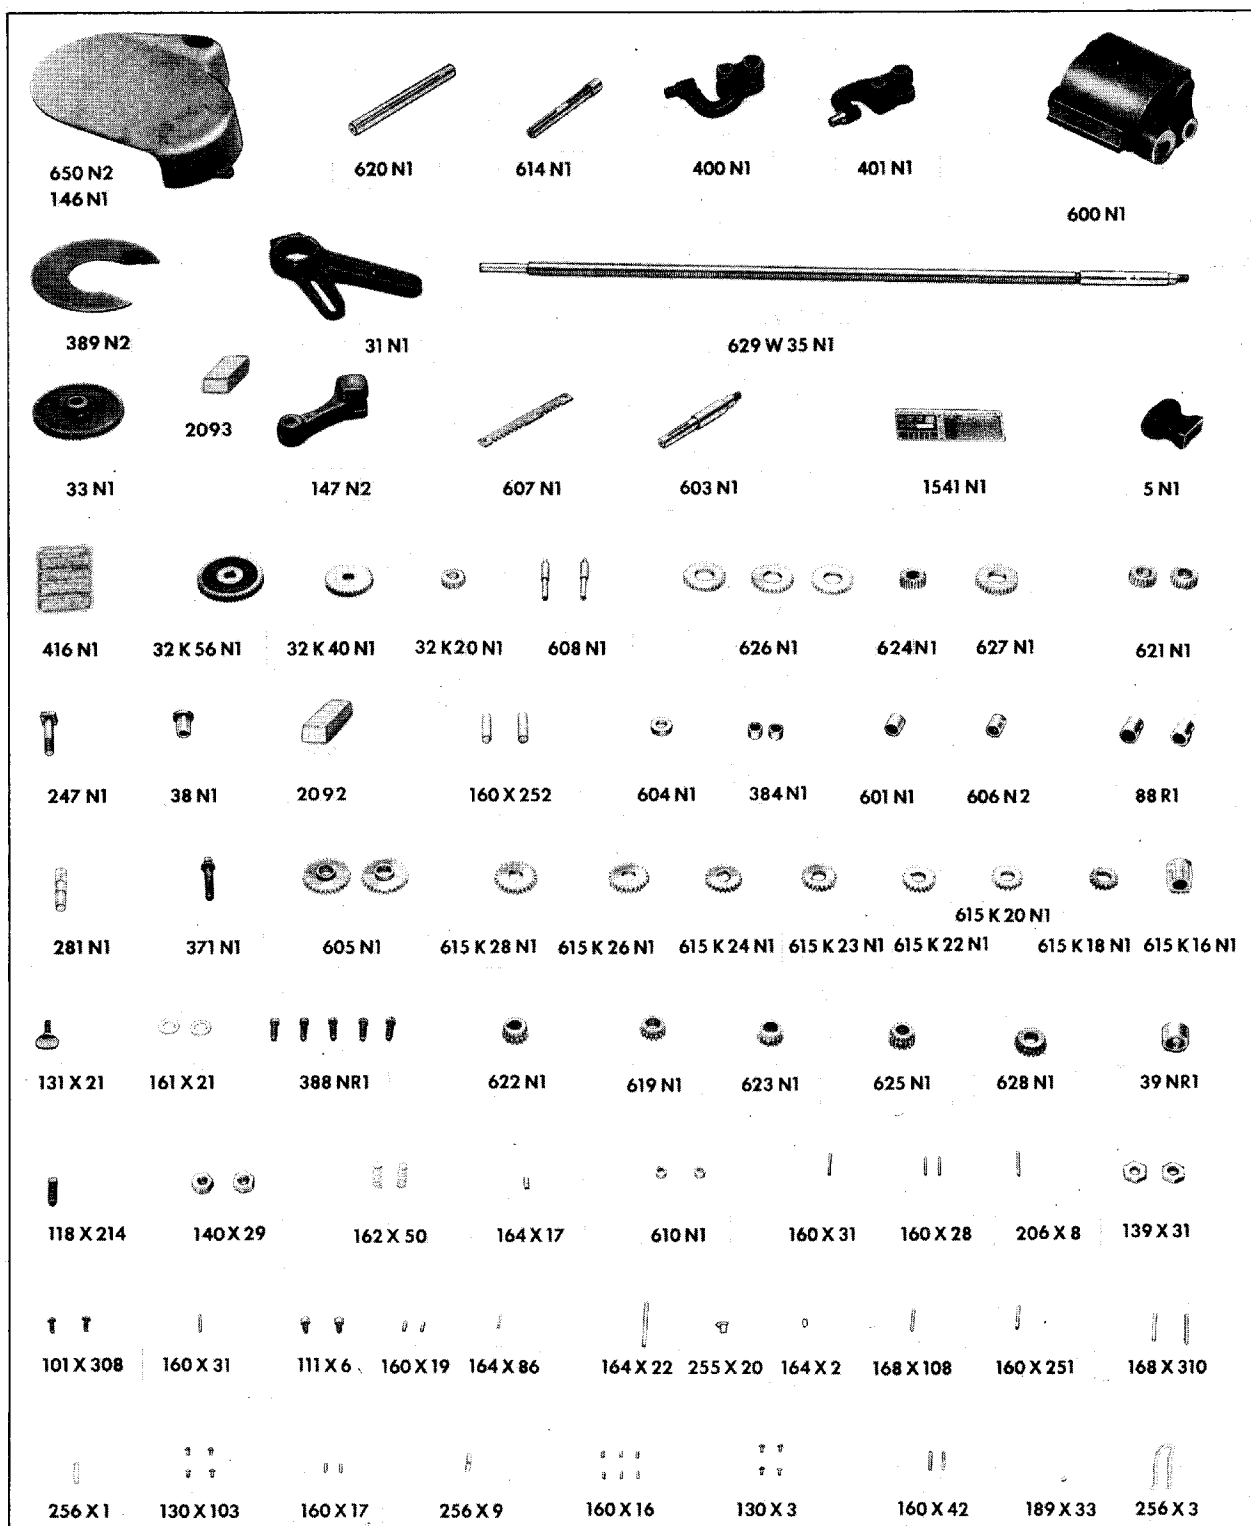 650 N2
146 N1
620 N1
614 N1
400 N1
401 N1
600 N1
389 N2
31 N1
629 W 35 N1
2093
33 N1
147 N2
607 N1
603 N1
1541 N1
5 N1
416 N1
32 K 56 N1
32 K 40 N1
32 K 20 N1
608 N1
626 N1
624 N1
627 N1
621 N1
247 N1
38 N1
2092
160 X 252
604 N1
384 N1
601 N1
606 N 2
88 R1
281 N1
371 N1
605 N1
615 K 28 N1
615 K 26 N1
615 K 24 N1
615 K 23 N1
615 K 22 N1
615 K 20 N1
615 K 18 N1
615 K 16 N1
131 X 21
161 X 21
388 NR1
622 N1
619 N1
623 N1
625 N1
628 N1
39 NR1
118 X 214
140 X 29
162 X 50
164 X 17
610 N1
160 X 31
160 X 28
206 X 8
139 X 31
101 X 308
160 X 31
111 X 6
160 X 19
164 X 86
164 X 22
255 X 20
164 X 2
168 X 108
160 X 251
168 X 310
256 X 1
130 X 103
160 X 17
256 X 9
160 X 16
130 X 3
160 X 42
189 X 33
256 X 3